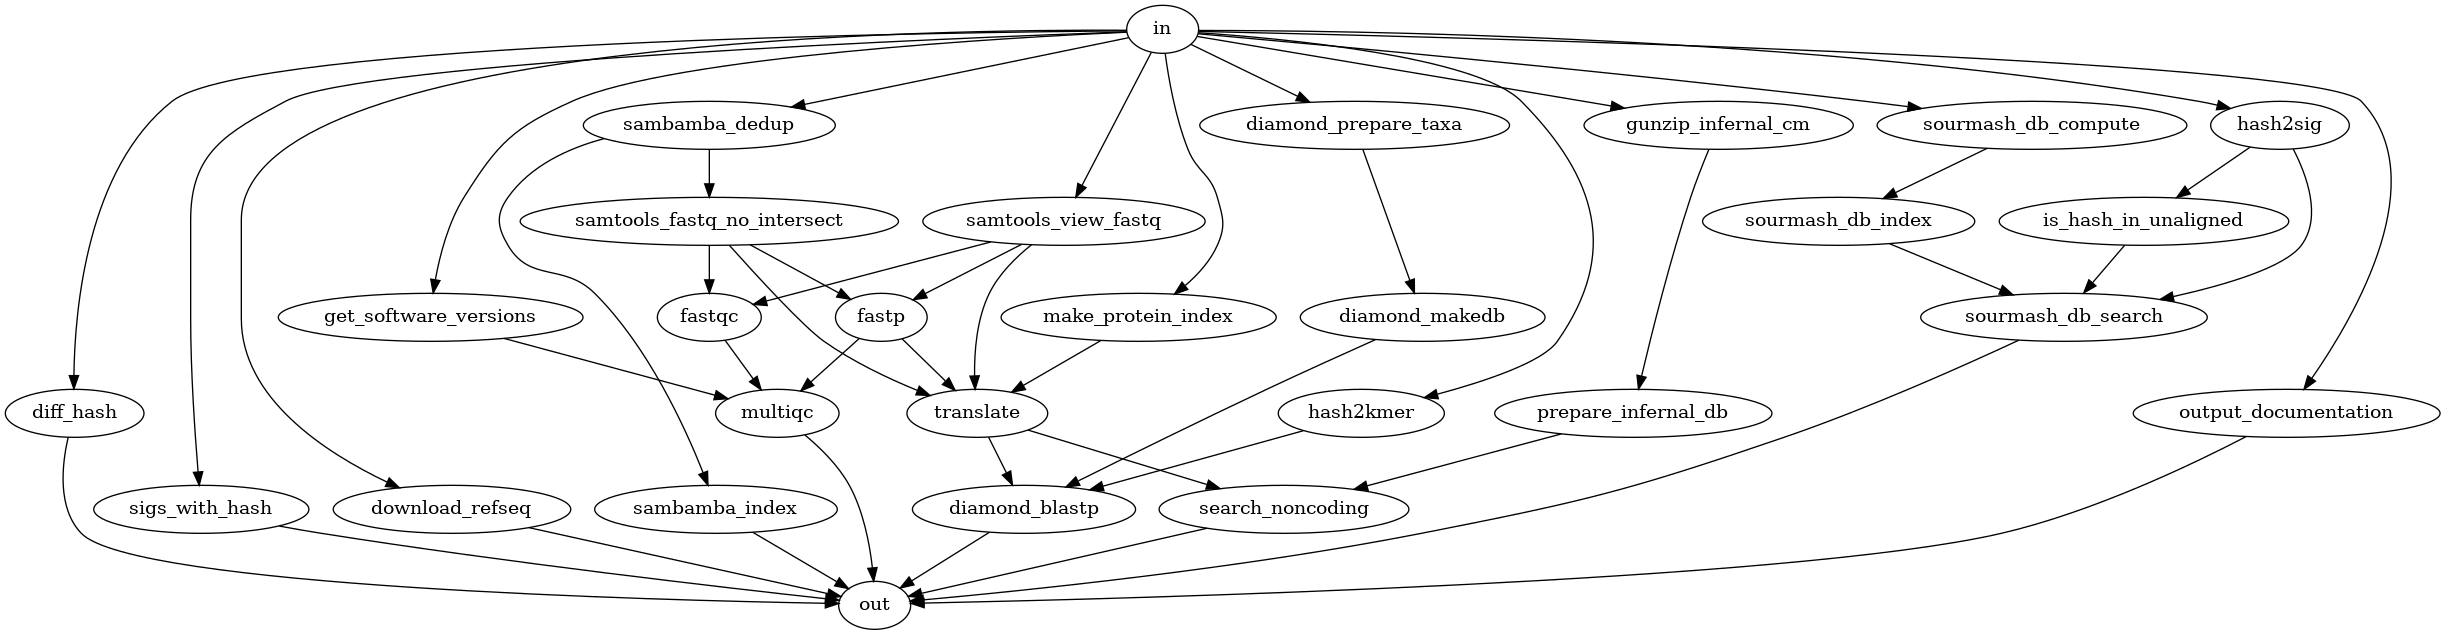 in
sambamba_dedup
diamond_prepare_taxa
gunzip_infernal_cm
sourmash_db_compute
hash2sig
samtools_fastq_no_intersect
samtools_view_fastq
sourmash_db_index
is_hash_in_unaligned
get_software_versions
fastqc
fastp
make_protein_index
diamond_makedb
sourmash_db_search
diff_hash
multiqc
translate
hash2kmer
prepare_infernal_db
output_documentation
sigs_with_hash
download_refseq
sambamba_index
diamond_blastp
search_noncoding
out